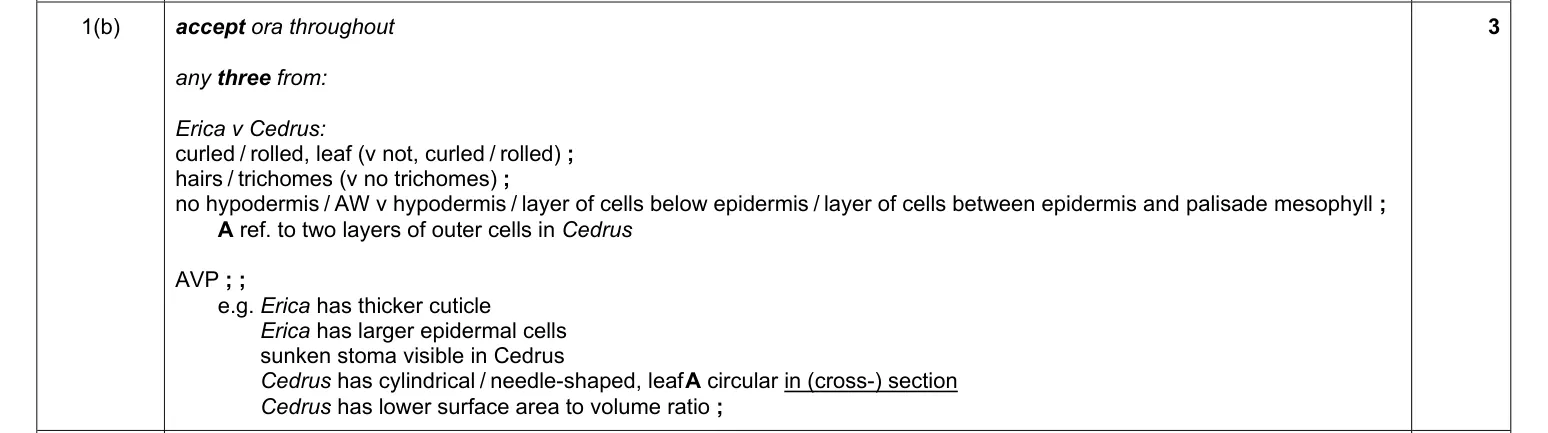 1(b) accept ora throughout 3
any three from:
Erica v Cedrus:
curled / rolled, leaf (v not, curled / rolled) ;
hairs / trichomes (v no trichomes) ;
no hypodermis / AW v hypodermis / layer of cells below epidermis / layer of cells between epidermis and palisade mesophyll ;
A ref. to two layers of outer cells in Cedrus
AVP ; ;
e.g. Erica has thicker cuticle
Erica has larger epidermal cells
sunken stoma visible in Cedrus
Cedrus has cylindrical / needle-shaped, leafA circular in (cross-) section
Cedrus has lower surface area to volume ratio ;